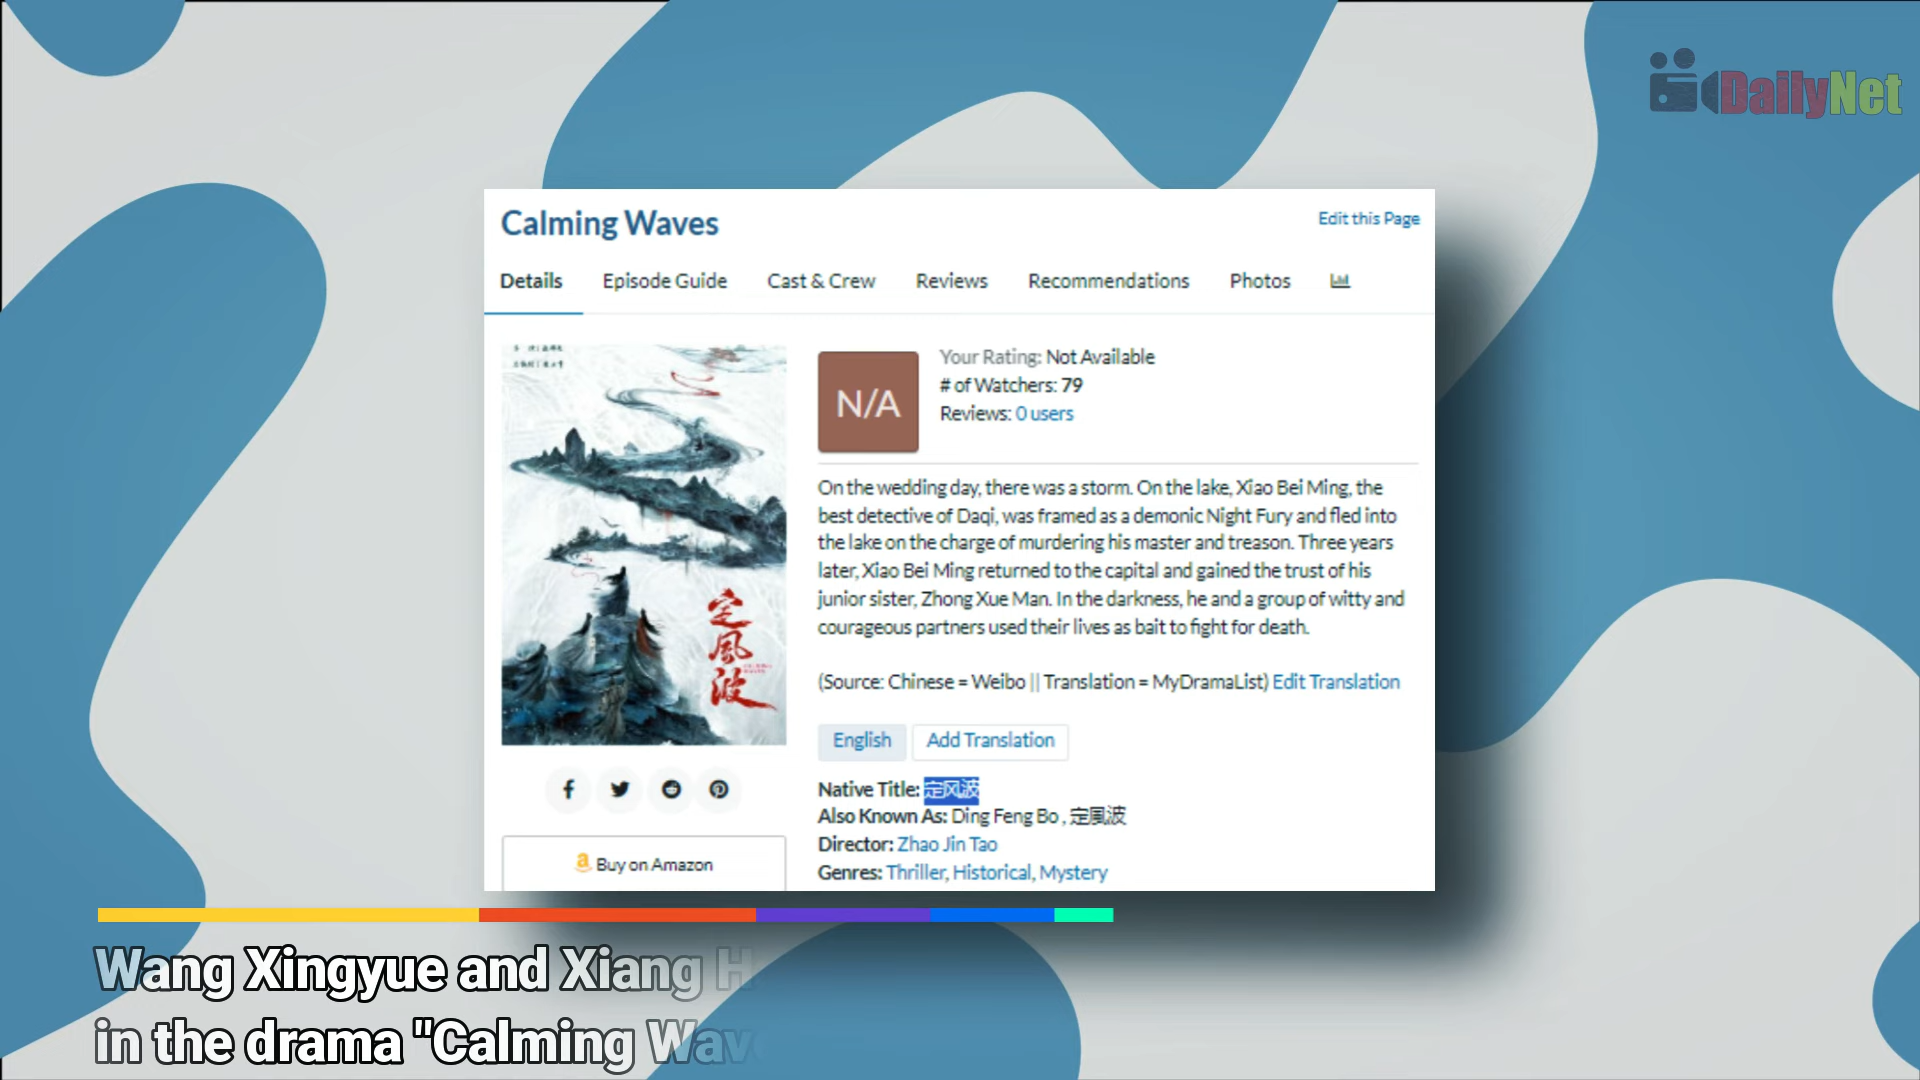 DailyNet
Calming Waves
Edit this Page
Details Episode Guide Cast & Crew Reviews Recommendations Photos
N/A
Your Rating: Not Available
# of Watchers: 79
Reviews: 0 users
On the wedding day, there was a storm. On the lake, Xiao Bei Ming, the
best detective of Daqi, was framed as a demonic Night Fury and fled into
the lake on the charge of murdering his master and treason. Three years
later, Xiao Bei Ming returned to the capital and gained the trust of his
junior sister, Zhong Xue Man. In the darkness, he and a group of witty and
courageous partners used their lives as bait to fight for death.
(Source: Chinese = Weibo || Translation = MyDramaList) Edit Translation
English Add Translation
Native Title: 定风波
Also Known As: Ding Feng Bo , 定風波
Director: Zhao Jin Tao
Genres: Thriller, Historical, Mystery
定
風
波
Buy on Amazon
Wang Xingyue and Xiang H
in the drama "Calming Wav